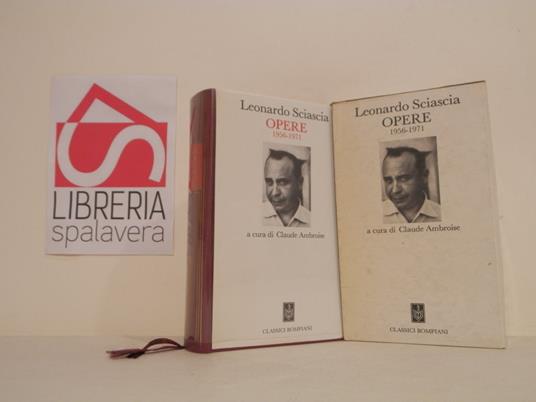 LIBRERIA
spalavera
Leonardo Sciascia
OPERE
1956-1971
a cura di Claude Ambroise
CLASSICI BOMPIANI
Leonardo Sciascia
OPERE
1956-1971
a cura di Claude Ambroise
CLASSICI BOMPIANI